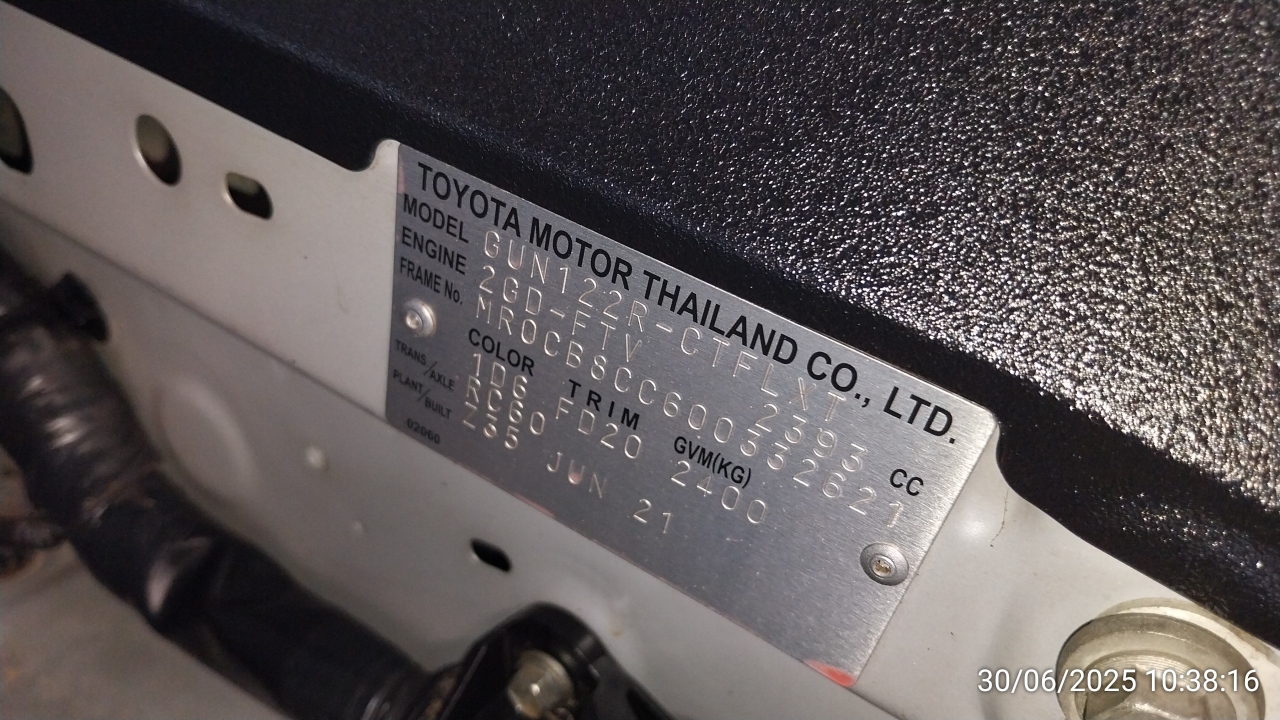 TOYOTA MOTOR THAILAND CO., LTD.
MODEL GUN122R-CTFLXT
ENGINE 2GD-FTV 2393 CC
FRAME No. MR0CB8CC600332621
COLOR TRIM GVM(KG)
1D6 FD20 2400
TRANS/AXLE RC60
PLANT/BUILT Z35 JUN 21
02060
30/06/2025 10:38:16